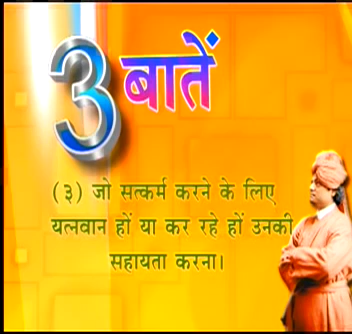 3 बातें
(३) जो सत्कर्म करने के लिए
यत्नवान हों या कर रहे हों उनकी
सहायता करना।